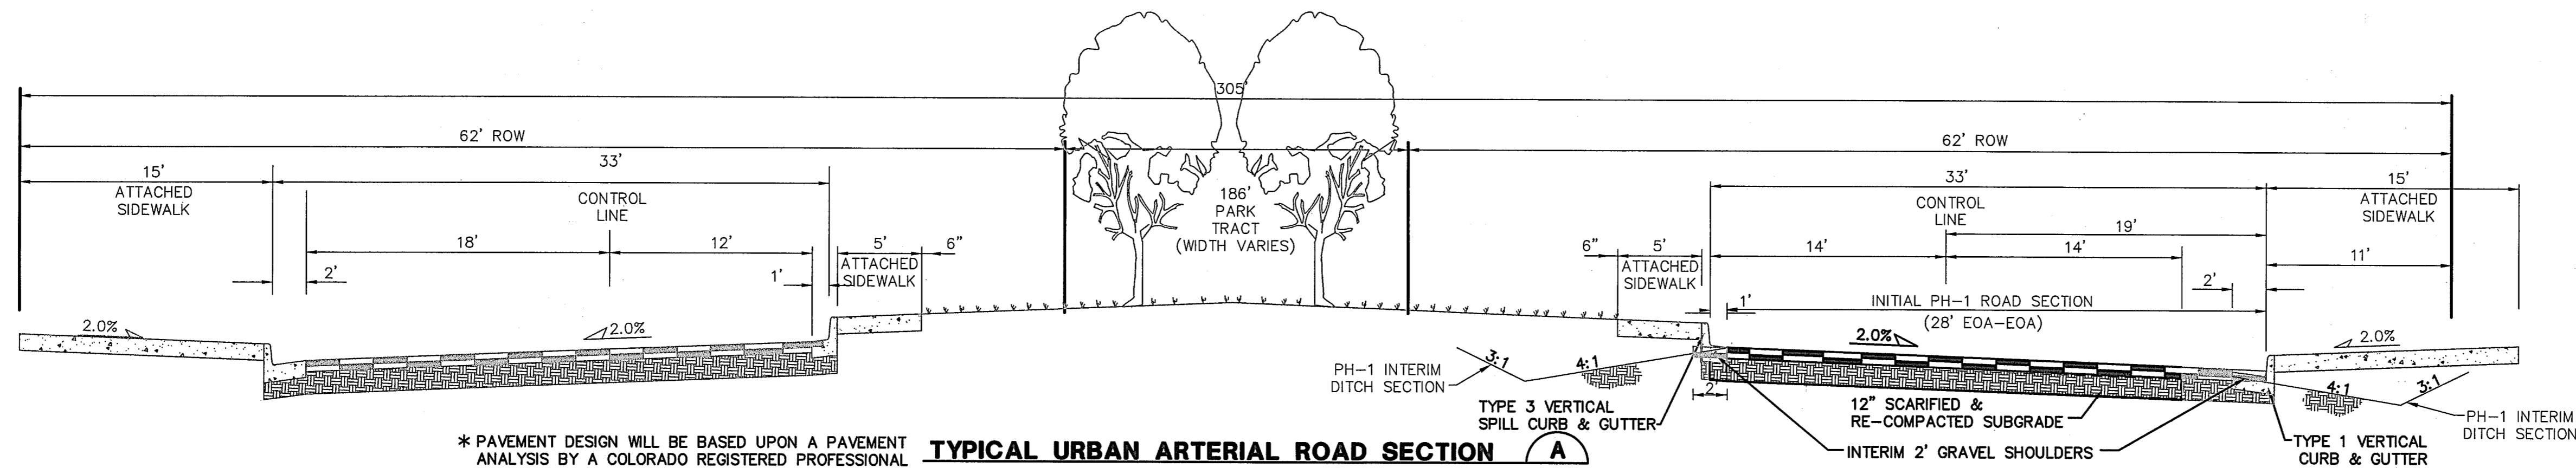 305'
62' ROW
62' ROW
15'
33'
33'
15'
ATTACHED
SIDEWALK
CONTROL
LINE
186'
PARK
TRACT
(WIDTH VARIES)
CONTROL
LINE
ATTACHED
SIDEWALK
19'
18'
12'
5'
6"
6"
5'
14'
14'
11'
ATTACHED
SIDEWALK
ATTACHED
SIDEWALK
2'
1'
1'
2'
INITIAL PH-1 ROAD SECTION
(28' EOA-EOA)
2.0%
2.0%
2.0%
2.0%
3:1
4:1
4:1
3:1
PH-1 INTERIM
DITCH SECTION
2'
TYPE 3 VERTICAL
SPILL CURB & GUTTER
12" SCARIFIED &
RE-COMPACTED SUBGRADE
INTERIM 2' GRAVEL SHOULDERS
PH-1 INTERIM
DITCH SECTION
TYPE 1 VERTICAL
CURB & GUTTER
* PAVEMENT DESIGN WILL BE BASED UPON A PAVEMENT
ANALYSIS BY A COLORADO REGISTERED PROFESSIONAL
TYPICAL URBAN ARTERIAL ROAD SECTION A